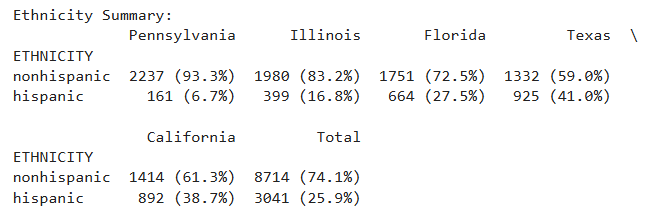 Ethnicity Summary:
Pennsylvania Illinois Florida Texas \
ETHNICITY
nonhispanic 2237 (93.3%) 1980 (83.2%) 1751 (72.5%) 1332 (59.0%)
hispanic 161 (6.7%) 399 (16.8%) 664 (27.5%) 925 (41.0%)
California Total
ETHNICITY
nonhispanic 1414 (61.3%) 8714 (74.1%)
hispanic 892 (38.7%) 3041 (25.9%)